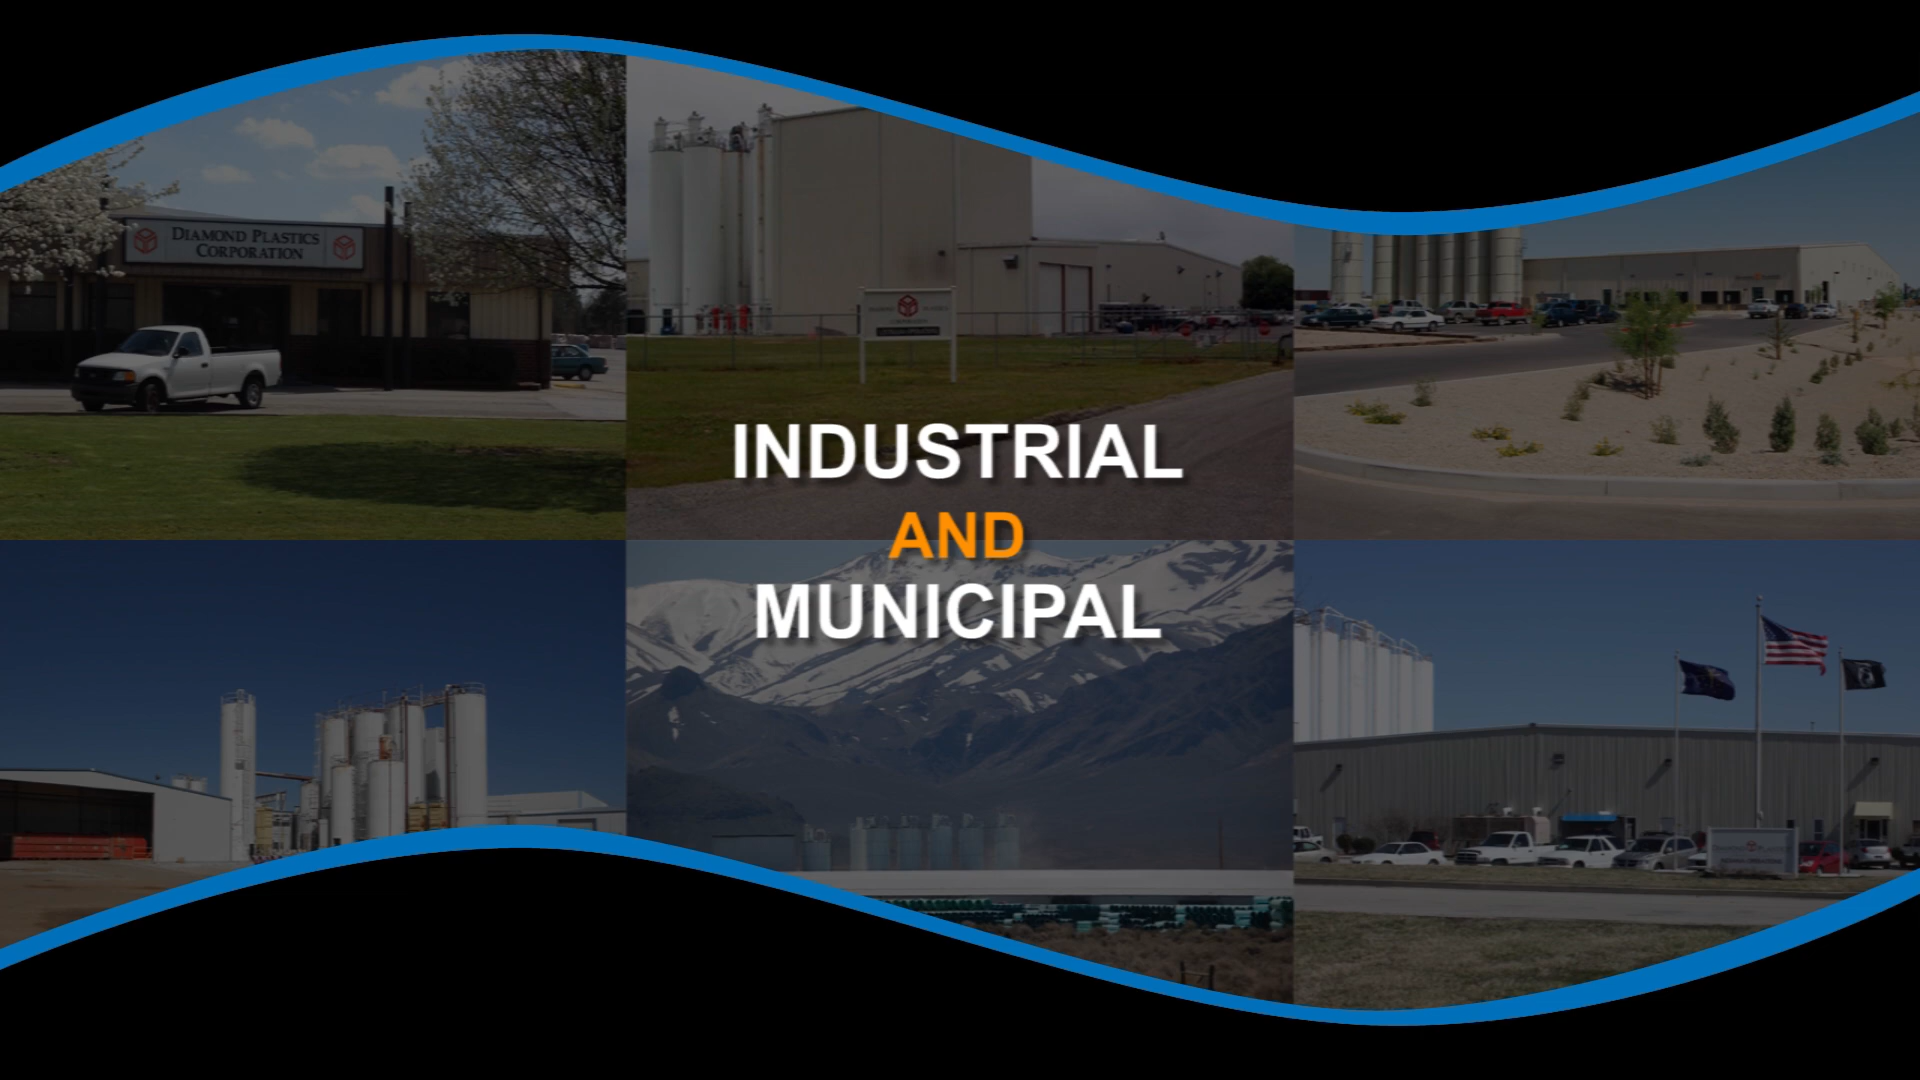 DIAMOND PLASTICS
CORPORATION
INDUSTRIAL
AND
MUNICIPAL